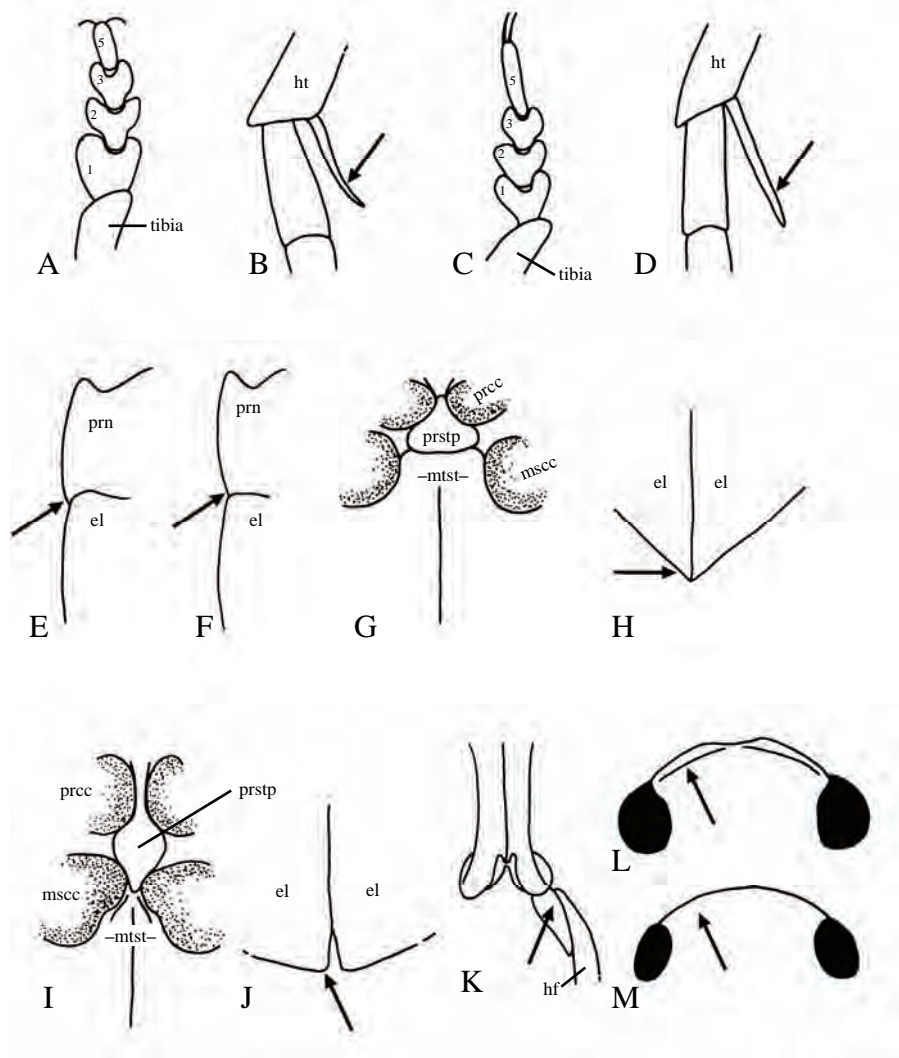 5
3
2
1
tibia
A
ht
B
5
3
2
1
tibia
C
ht
D
prn
el
E
prn
el
F
prcc
prstp
mscc
–mtst–
G
el el
H
prcc
prstp
mscc
–mtst–
I
el el
J
hf
K
L
M